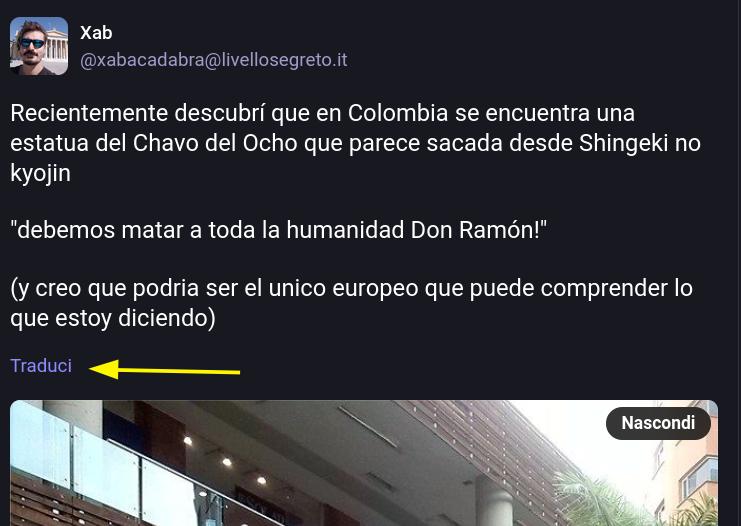 Xab
@xabacadabra@livellosegreto.it
Recientemente descubrí que en Colombia se encuentra una
estatua del Chavo del Ocho que parece sacada desde Shingeki no
kyojin
"debemos matar a toda la humanidad Don Ramón!"
(y creo que podria ser el unico europeo que puede comprender lo
que estoy diciendo)
Traduci
Nascondi